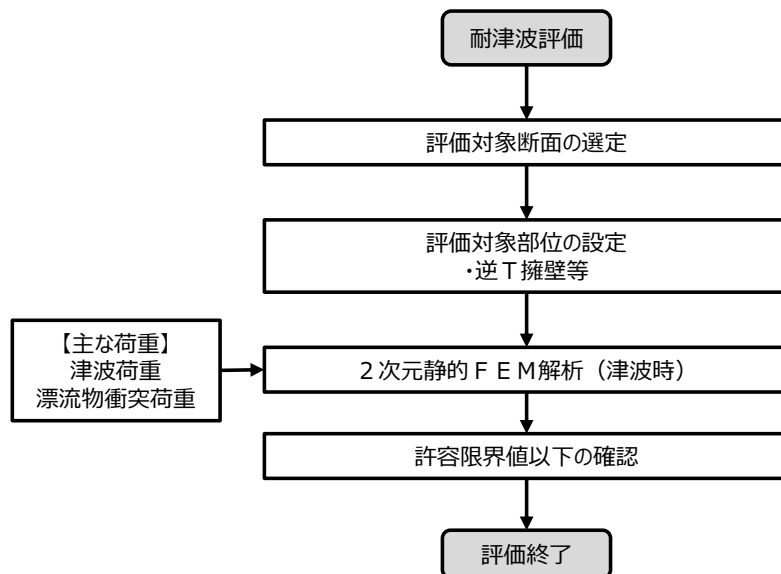 耐津波評価
評価対象断面の選定
評価対象部位の設定
・逆Ｔ擁壁等
【主な荷重】
津波荷重
漂流物衝突荷重
２次元静的ＦＥＭ解析（津波時）
許容限界値以下の確認
評価終了